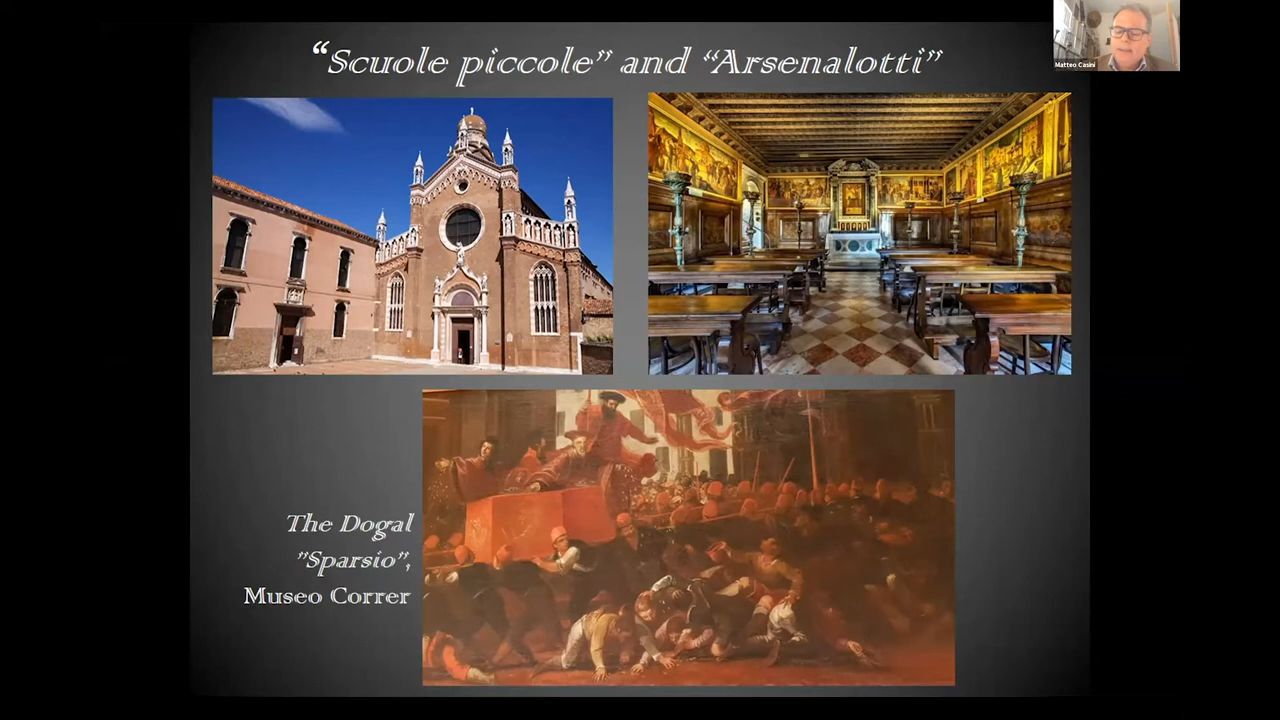 “Scuole piccole” and “Arsenalotti”
Matteo Casini
The Dogal
”Sparsio”,
Museo Correr